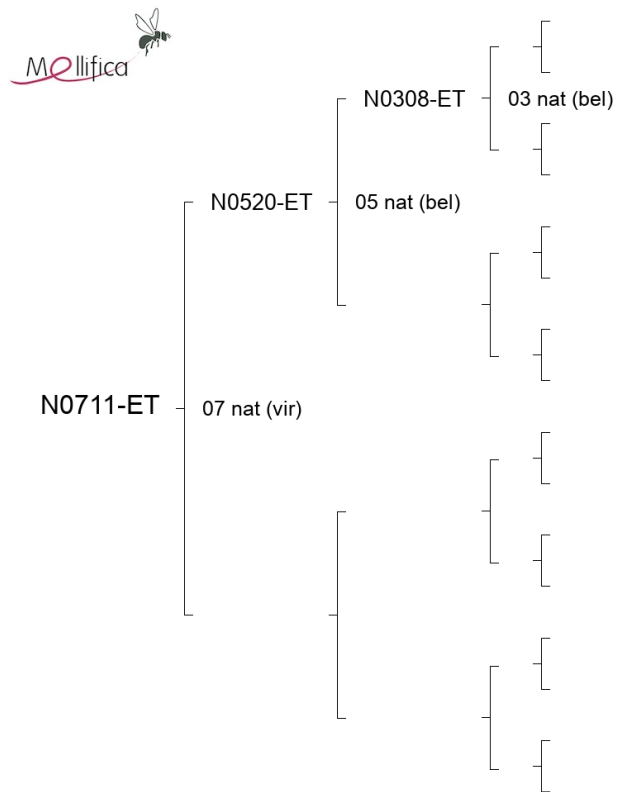 Mellifica
N0308-ET 03 nat (bel)
N0520-ET 05 nat (bel)
N0711-ET 07 nat (vir)